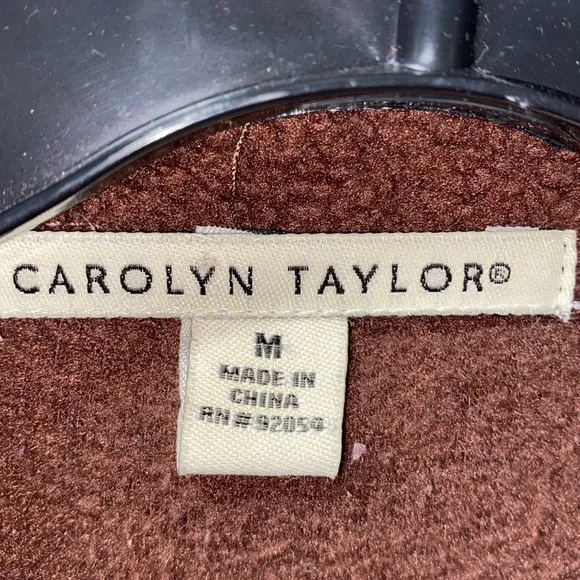 CAROLYN TAYLOR®
M
MADE IN
CHINA
RN#92054